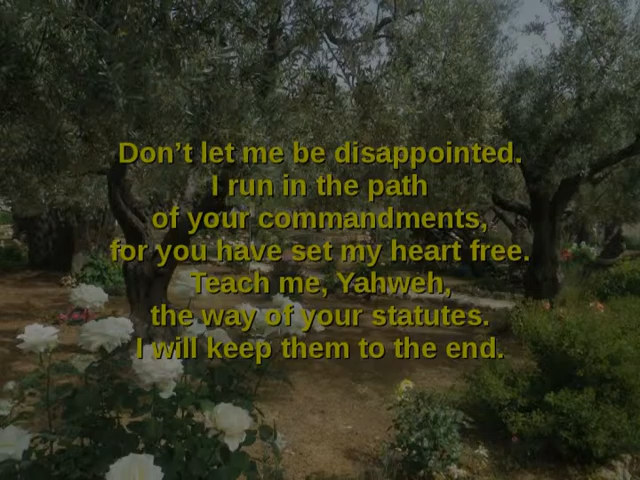 Don’t let me be disappointed.
I run in the path
of your commandments,
for you have set my heart free.
Teach me, Yahweh,
the way of your statutes.
I will keep them to the end.